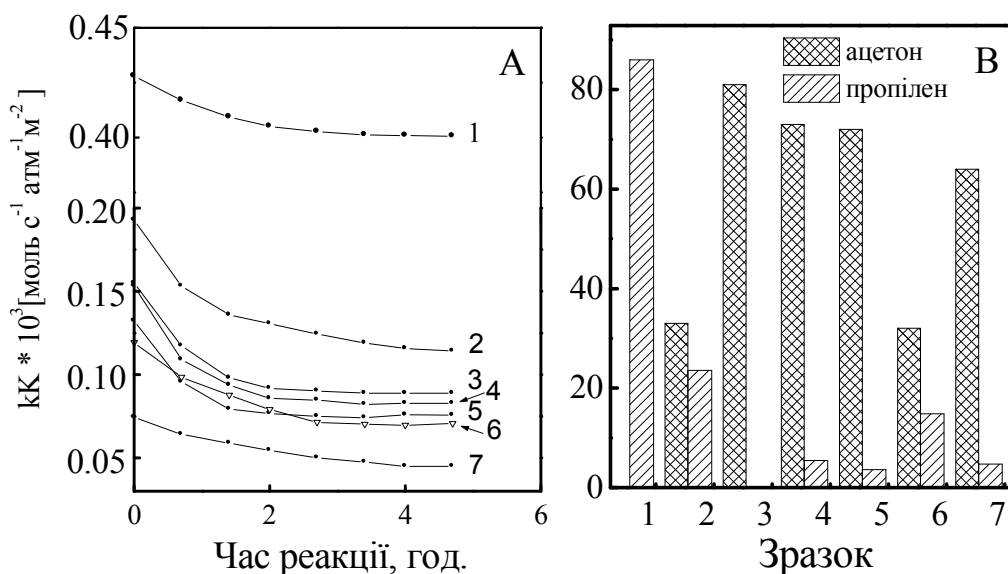 A
0.45
0.40
0.20
0.15
0.10
0.05
kK * 10³[моль с⁻¹ атм⁻¹м⁻²]
1
2
3
4
5
6
7
0 2 4 6
Час реакції, год.
B
ацетон
пропілен
80
60
40
20
0
1 2 3 4 5 6 7
Зразок